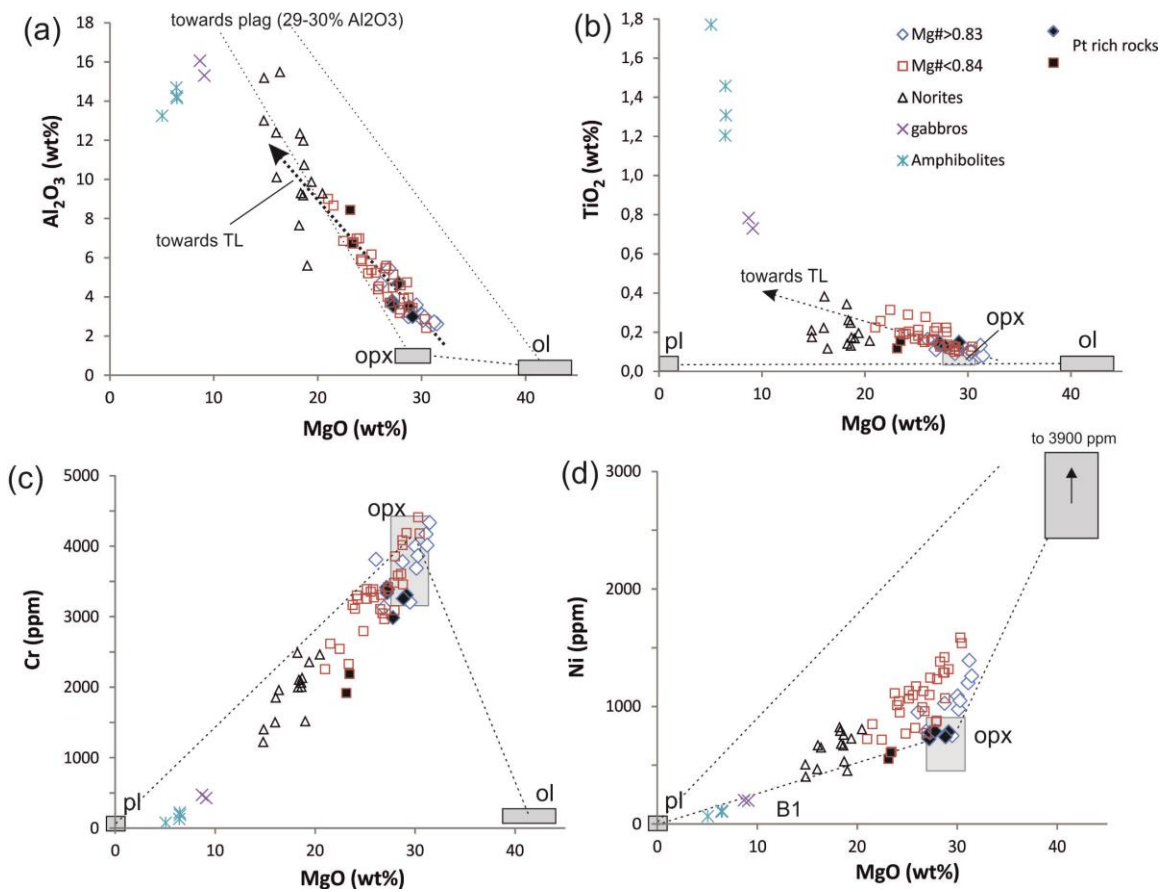 (a)
towards plag (29-30% Al2O3)
18
16
14
12
10
8
6
4
2
0
Al₂O₃ (wt%)
towards TL
opx
ol
0
10
20
30
40
MgO (wt%)
(b)
1,8
1,6
1,4
1,2
1,0
0,8
0,6
0,4
0,2
0,0
TiO₂ (wt%)
Mg#>0.83
Mg#<0.84
Norites
gabbros
Amphibolites
Pt rich rocks
towards TL
opx
pl
ol
0
10
20
30
40
MgO (wt%)
(c)
5000
4000
3000
2000
1000
0
Cr (ppm)
opx
pl
ol
0
10
20
30
40
MgO (wt%)
(d)
to 3900 ppm
3000
2000
1000
0
Ni (ppm)
opx
pl
B1
0
10
20
30
40
MgO (wt%)